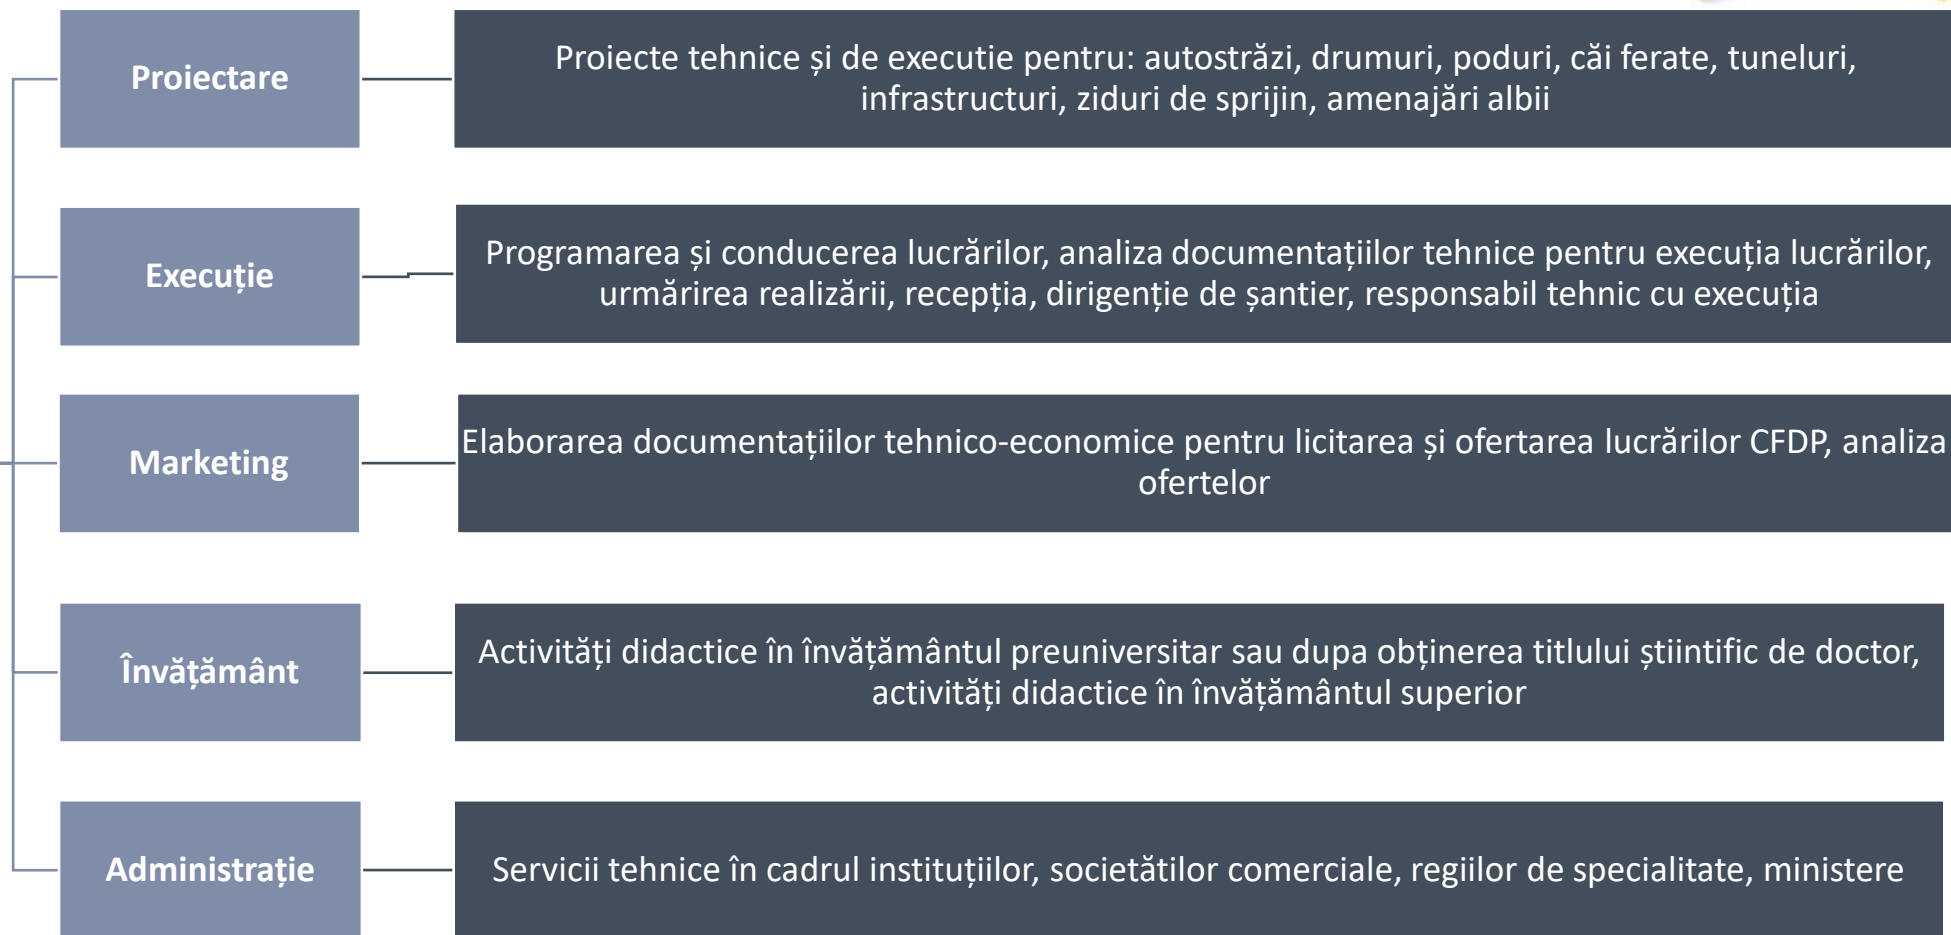 Proiectare
Proiecte tehnice și de executie pentru: autostrăzi, drumuri, poduri, căi ferate, tuneluri,
infrastructuri, ziduri de sprijin, amenajări albii
Execuție
Programarea și conducerea lucrărilor, analiza documentațiilor tehnice pentru execuția lucrărilor,
urmărirea realizării, recepția, dirigenție de șantier, responsabil tehnic cu execuția
Marketing
Elaborarea documentațiilor tehnico-economice pentru licitarea și ofertarea lucrărilor CFDP, analiza
ofertelor
Învățământ
Activități didactice în învățământul preuniversitar sau dupa obținerea titlului știintific de doctor,
activități didactice în învățământul superior
Administrație
Servicii tehnice în cadrul instituțiilor, societătilor comerciale, regiilor de specialitate, ministere